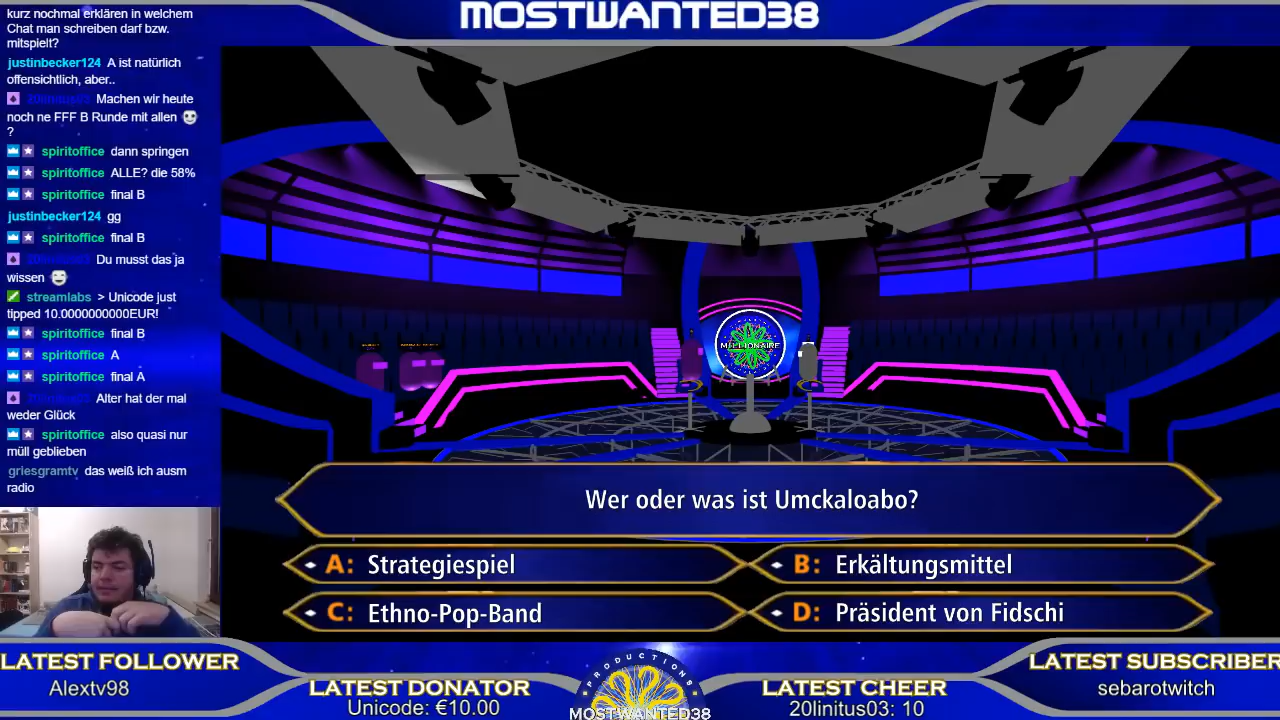 MOSTWANTED38
kurz nochmal erklären in welchem
Chat man schreiben darf bzw.
mitspielt?
justinbecker124 A ist natürlich
offensichtlich, aber..
20linitus03 Machen wir heute
noch ne FFF B Runde mit allen
?
spiritoffice dann springen
spiritoffice ALLE? die 58%
spiritoffice final B
justinbecker124 gg
spiritoffice final B
20linitus03 Du musst das ja
wissen
streamlabs > Unicode just
tipped 10.0000000000EUR!
spiritoffice final B
spiritoffice A
spiritoffice final A
20linitus03 Alter hat der mal
weder Glück
spiritoffice also quasi nur
müll geblieben
griesgramtv das weiß ich ausm
radio
MILLIONAIRE
Wer oder was ist Umckaloabo?
A: Strategiespiel
B: Erkältungsmittel
C: Ethno-Pop-Band
D: Präsident von Fidschi
LATEST FOLLOWER
Alextv98
LATEST DONATOR
Unicode: €10.00
PRODUCTIONS
MOSTWANTED38
LATEST CHEER
20linitus03: 10
LATEST SUBSCRIBER
sebarotwitch